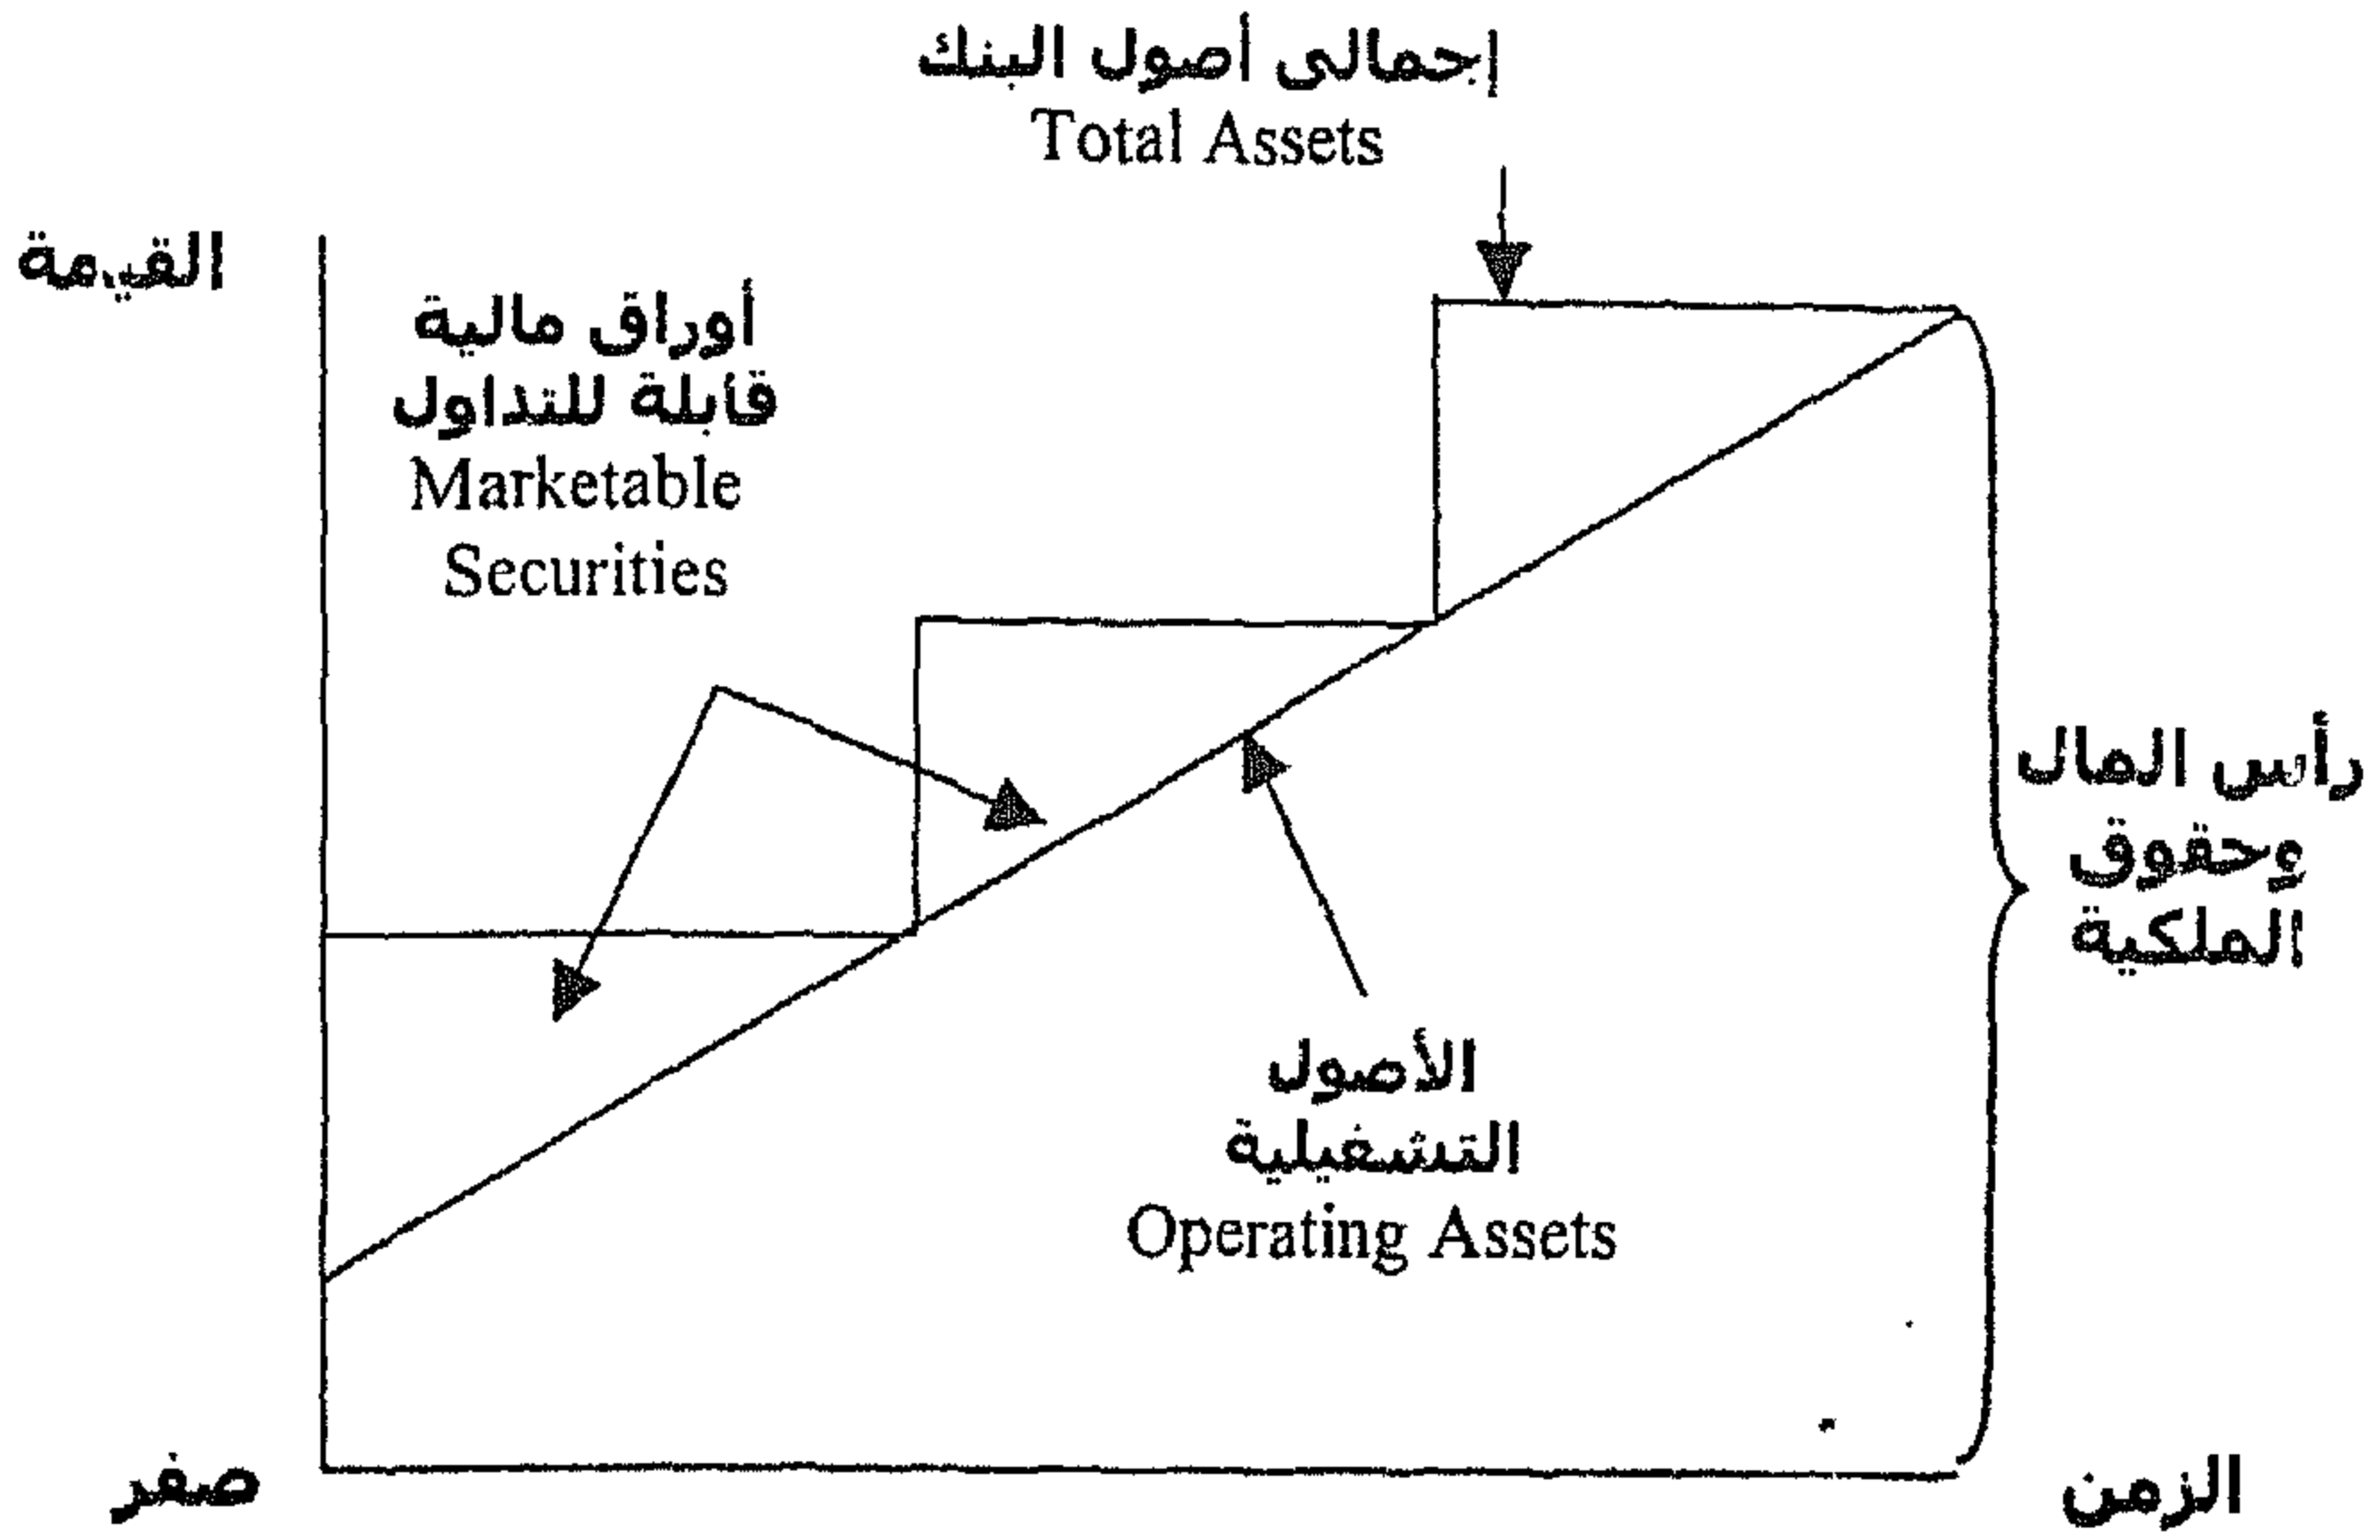 إجمالى أصول البنك
Total Assets
القيمة
أوراق مالية
قابلة للتداول
Marketable
Securities
رأس المال
وحقوق
الملكية
الأصول
التشغيلية
Operating Assets
صفر
الزمن